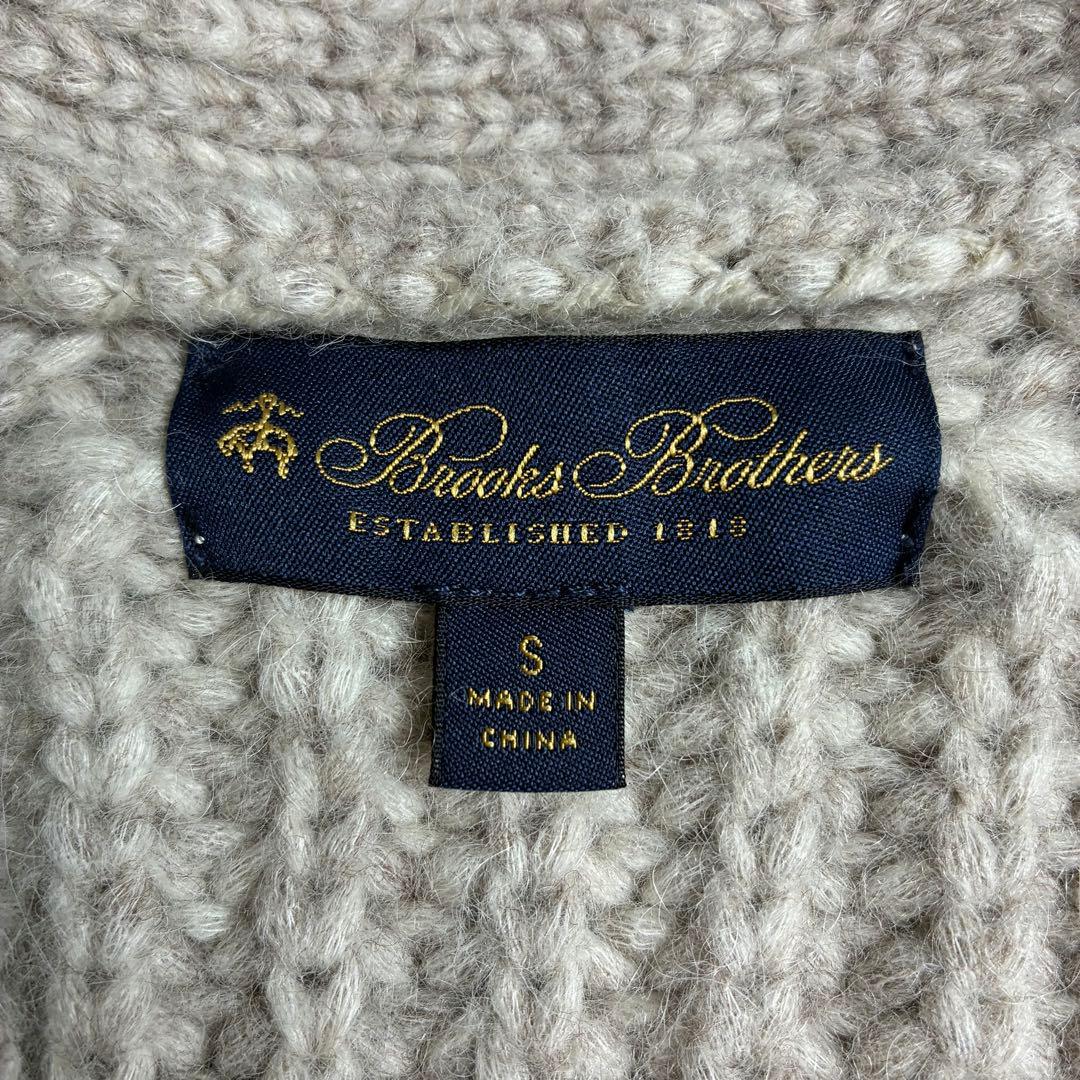 Brooks Brothers
ESTABLISHED 1818
S
MADE IN
CHINA